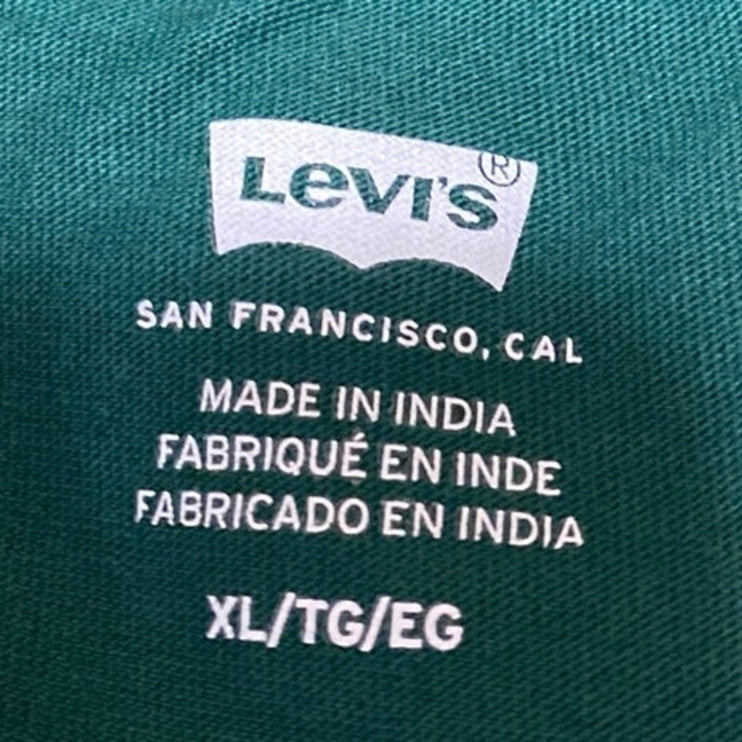 Levi's®
SAN FRANCISCO, CAL
MADE IN INDIA
FABRIQUÉ EN INDE
FABRICADO EN INDIA
XL/TG/EG